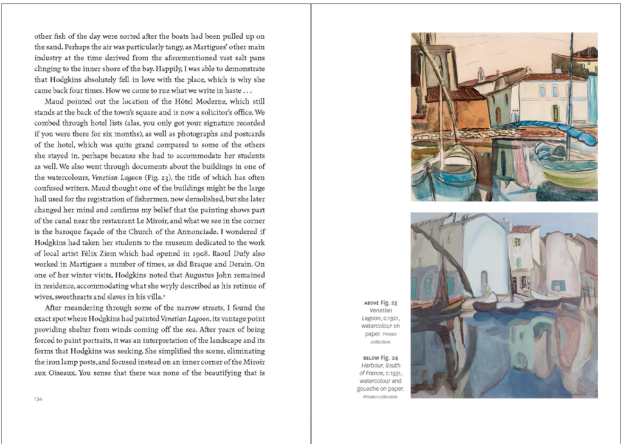 other fish of the day were sorted after the boats had been pulled up on
the sand. Perhaps the air was particularly tangy, as Martigues' other main
industry at the time derived from the aforementioned vast salt pans
clinging to the inner shore of the bay. Happily, I was able to demonstrate
that Hodgkins absolutely fell in love with the place, which is why she
came back four times. How we come to rue what we write in haste . . .
Maud pointed out the location of the Hôtel Moderne, which still
stands at the back of the town's square and is now a solicitor's office. We
combed through hotel lists (alas, you only got your signature recorded
if you were there for six months), as well as photographs and postcards
of the hotel, which was quite grand compared to some of the others
she stayed in, perhaps because she had to accommodate her students
as well. We also went through documents about the buildings in one of
the watercolours, Venetian Lagoon (Fig. 23), the title of which has often
confused writers. Maud thought one of the buildings might be the large
hall used for the registration of fishermen, now demolished, but she later
changed her mind and confirms my belief that the painting shows part
of the canal near the restaurant Le Miroir, and what we see in the corner
is the baroque façade of the Church of the Annonciade. I wondered if
Hodgkins had taken her students to the museum dedicated to the work
of local artist Félix Ziem which had opened in 1908. Raoul Dufy also
worked in Martigues a number of times, as did Braque and Derain. On
one of her winter visits, Hodgkins noted that Augustus John remained
in residence, accommodating what she wryly described as his retinue of
wives, sweethearts and slaves in his villa.
After meandering through some of the narrow streets, I found the
exact spot where Hodgkins had painted Venetian Lagoon, its vantage point
providing shelter from winds coming off the sea. After years of being
forced to paint portraits, it was an interpretation of the landscape and its
forms that Hodgkins was seeking. She simplified the scene, eliminating
the iron lamp posts, and focused instead on an inner corner of the Miroir
aux Oiseaux. You sense that there was none of the beautifying that is
134
ABOVE Fig. 23
Venetian
Lagoon, c.1921,
watercolour on
paper. Private
collection
BELOW Fig. 24
Harbour, South
of France, c.1931,
watercolour and
gouache on paper.
Private collection